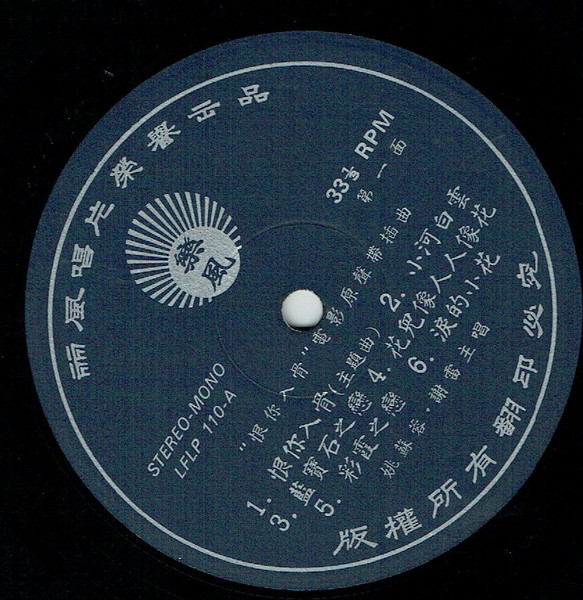 丽風唱片榮譽出品
樂風
33⅓ RPM
第一面
STEREO-MONO
LFLP 110-A
"恨你入骨"電影原聲帶插曲
1. 恨你入骨(主題曲) 2. 小河白雲
3. 藍寶石之戀 4. 花兒像人人像花
5. 彩霞之戀 6. 淚的小花
姚蘇蓉.謝雷主唱
版權所有翻印必究